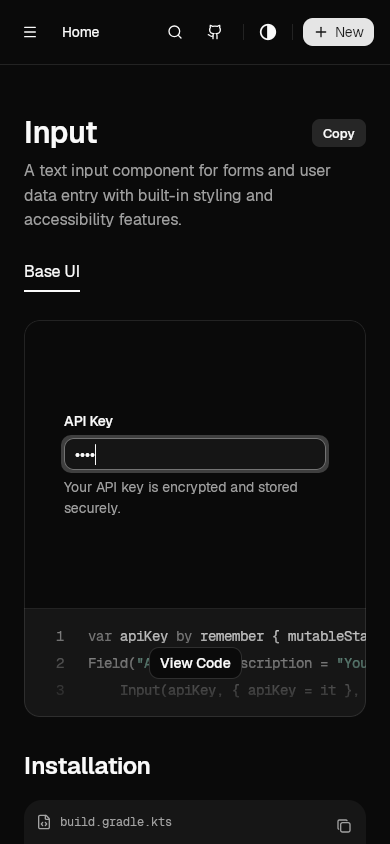 Home
New
Input
Copy
A text input component for forms and user
data entry with built-in styling and
accessibility features.
Base UI
API Key
••••
Your API key is encrypted and stored
securely.
1 var apiKey by remember { mutableSta
2 Field("A scription = "You
View Code
3 Input(apiKey, { apiKey = it },
Installation
build.gradle.kts